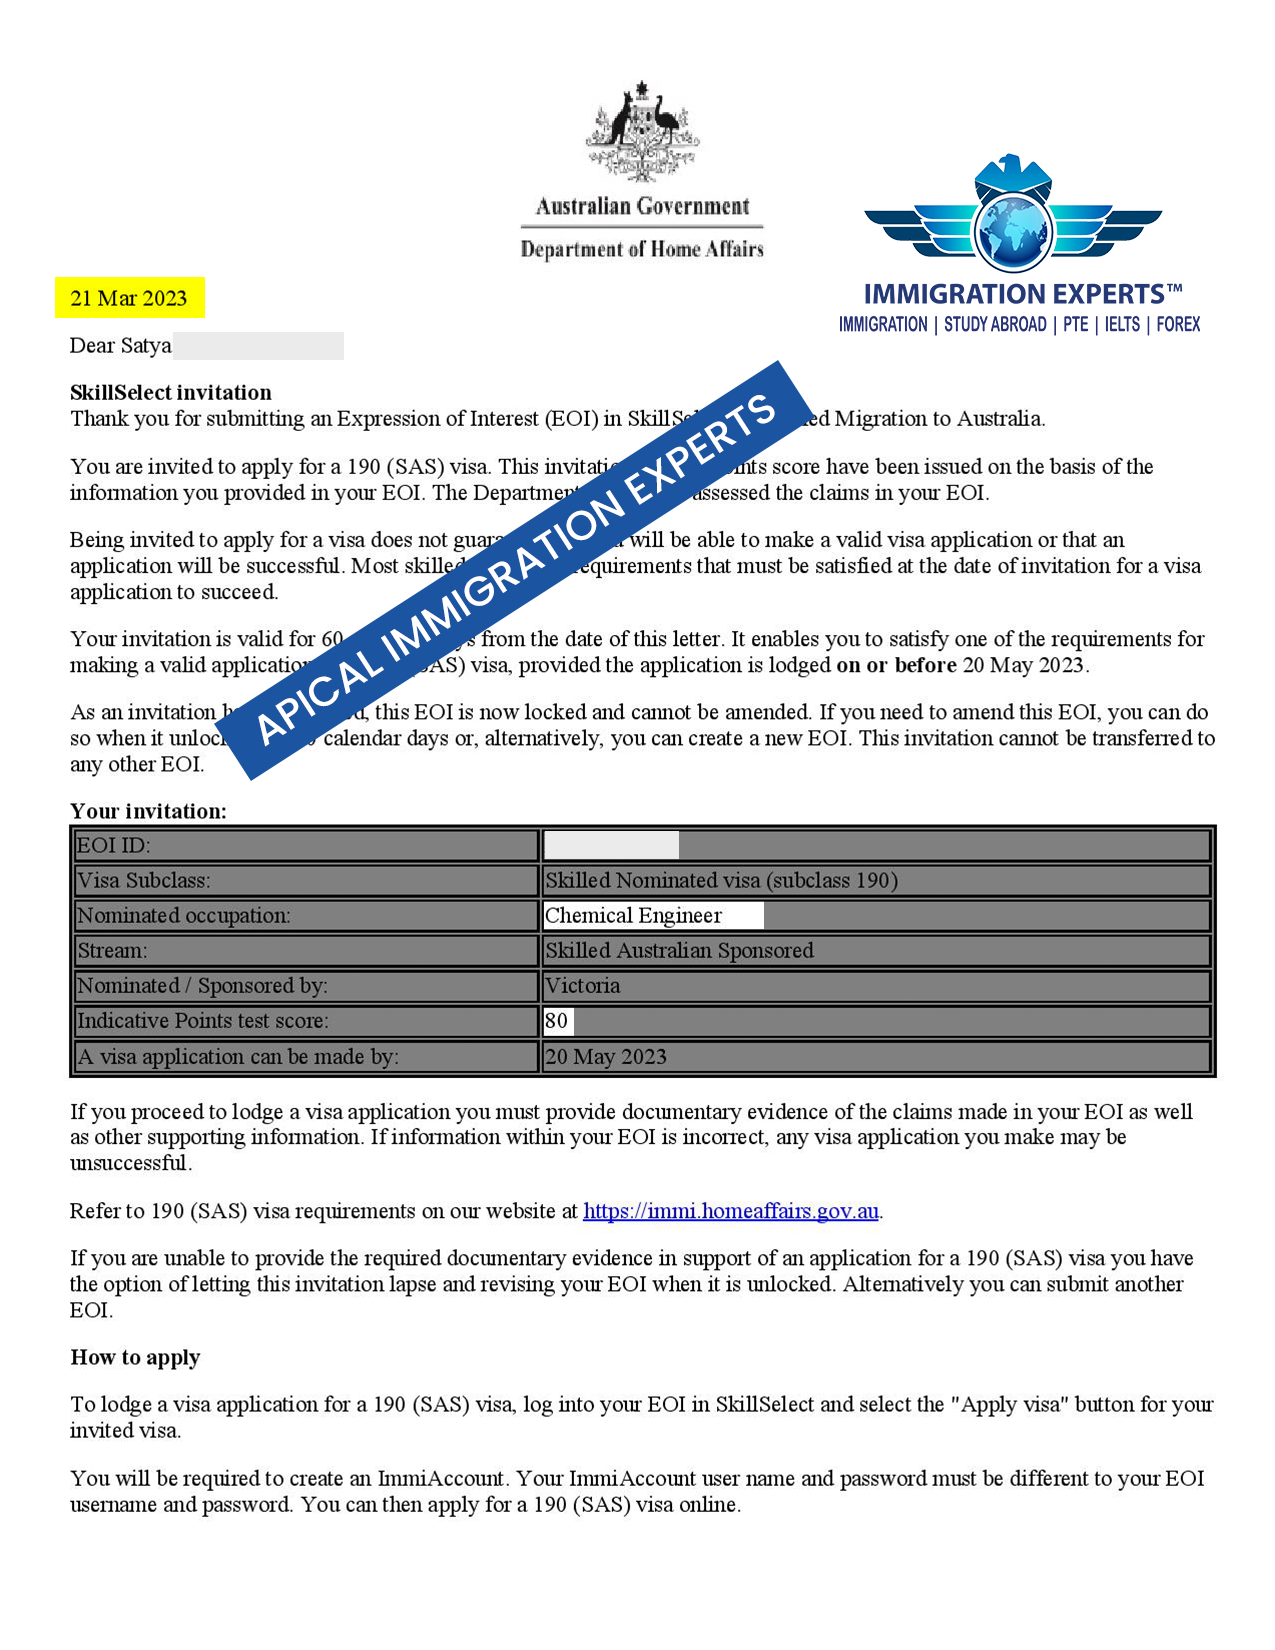 Australian Government
Department of Home Affairs
IMMIGRATION EXPERTS™
IMMIGRATION | STUDY ABROAD | PTE | IELTS | FOREX
21 Mar 2023
Dear Satya
SkillSelect invitation
Thank you for submitting an Expression of Interest (EOI) in Migration to Australia.
You are invited to apply for a 190 (SAS) visa. This score have been issued on the basis of the
information you provided in your EOI. The assessed the claims in your EOI.
Being invited to apply for a visa does not will be able to make a valid visa application or that an
application will be successful. Most requirements that must be satisfied at the date of invitation for a visa
application to succeed.
Your invitation is valid for 60 from the date of this letter. It enables you to satisfy one of the requirements for
making a valid visa, provided the application is lodged on or before 20 May 2023.
As an invitation this EOI is now locked and cannot be amended. If you need to amend this EOI, you can do
so when it calendar days or, alternatively, you can create a new EOI. This invitation cannot be transferred to
any other EOI.
APICAL IMMIGRATION EXPERTS
Your invitation:
EOI ID:
Visa Subclass: Skilled Nominated visa (subclass 190)
Nominated occupation: Chemical Engineer
Stream: Skilled Australian Sponsored
Nominated / Sponsored by: Victoria
Indicative Points test score: 80
A visa application can be made by: 20 May 2023
If you proceed to lodge a visa application you must provide documentary evidence of the claims made in your EOI as well
as other supporting information. If information within your EOI is incorrect, any visa application you make may be
unsuccessful.
Refer to 190 (SAS) visa requirements on our website at https://immi.homeaffairs.gov.au.
If you are unable to provide the required documentary evidence in support of an application for a 190 (SAS) visa you have
the option of letting this invitation lapse and revising your EOI when it is unlocked. Alternatively you can submit another
EOI.
How to apply
To lodge a visa application for a 190 (SAS) visa, log into your EOI in SkillSelect and select the "Apply visa" button for your
invited visa.
You will be required to create an ImmiAccount. Your ImmiAccount user name and password must be different to your EOI
username and password. You can then apply for a 190 (SAS) visa online.